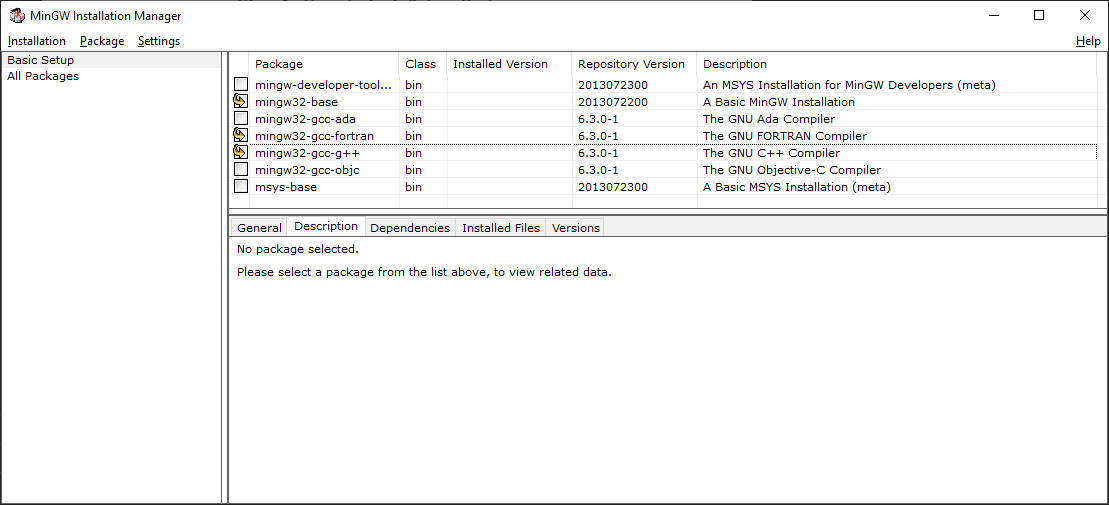 MinGW Installation Manager
Installation Package Settings Help
Basic Setup
All Packages
Package Class Installed Version Repository Version Description
mingw-developer-tool... bin 2013072300 An MSYS Installation for MinGW Developers (meta)
mingw32-base bin 2013072200 A Basic MinGW Installation
mingw32-gcc-ada bin 6.3.0-1 The GNU Ada Compiler
mingw32-gcc-fortran bin 6.3.0-1 The GNU FORTRAN Compiler
mingw32-gcc-g++ bin 6.3.0-1 The GNU C++ Compiler
mingw32-gcc-objc bin 6.3.0-1 The GNU Objective-C Compiler
msys-base bin 2013072300 A Basic MSYS Installation (meta)
General Description Dependencies Installed Files Versions
No package selected.
Please select a package from the list above, to view related data.